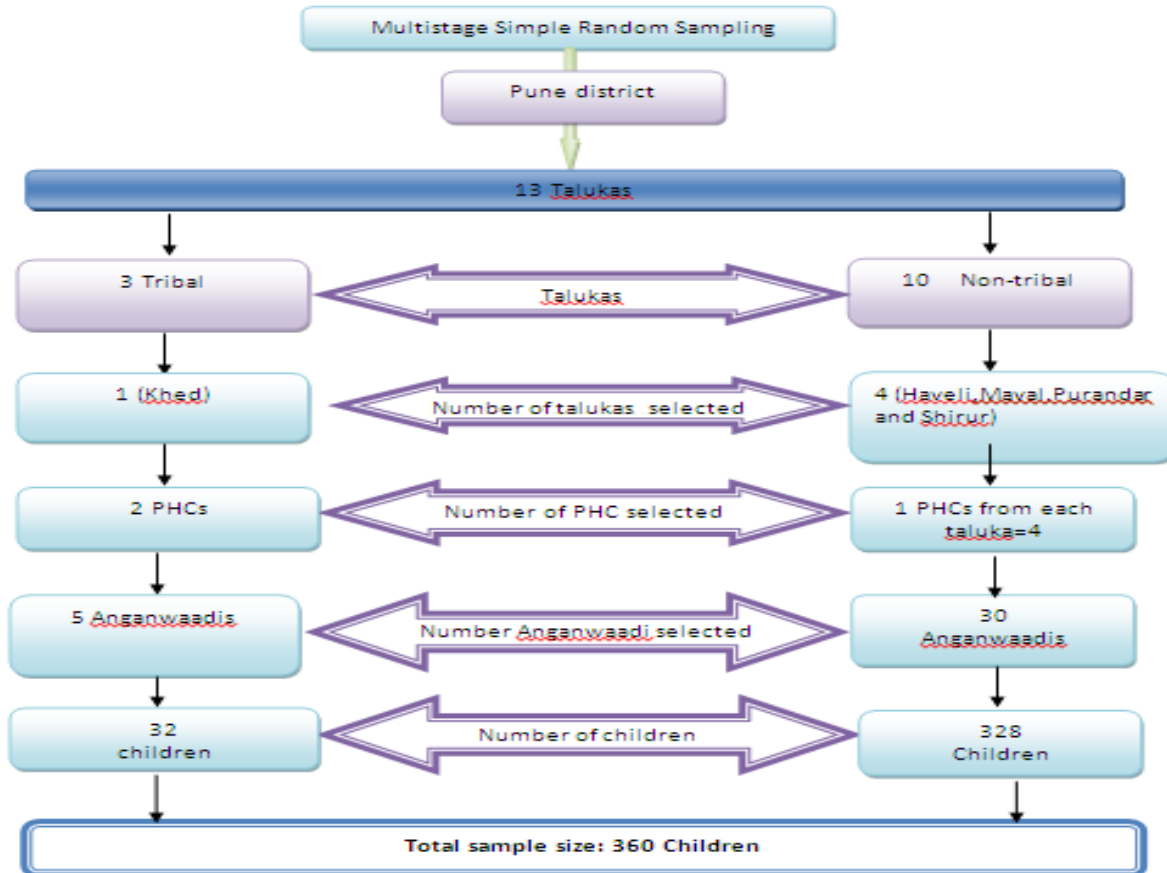 Multistage Simple Random Sampling
Pune district
13 Talukas
3 Tribal
Talukas
10 Non-tribal
1 (Khed)
Number of talukas selected
4 (Haveli,Maval,Purandar
and Shirur)
2 PHCs
Number of PHC selected
1 PHCs from each
taluka=4
5 Anganwaadis
Number Anganwaadi selected
30
Anganwaadis
32
children
Number of children
328
Children
Total sample size: 360 Children